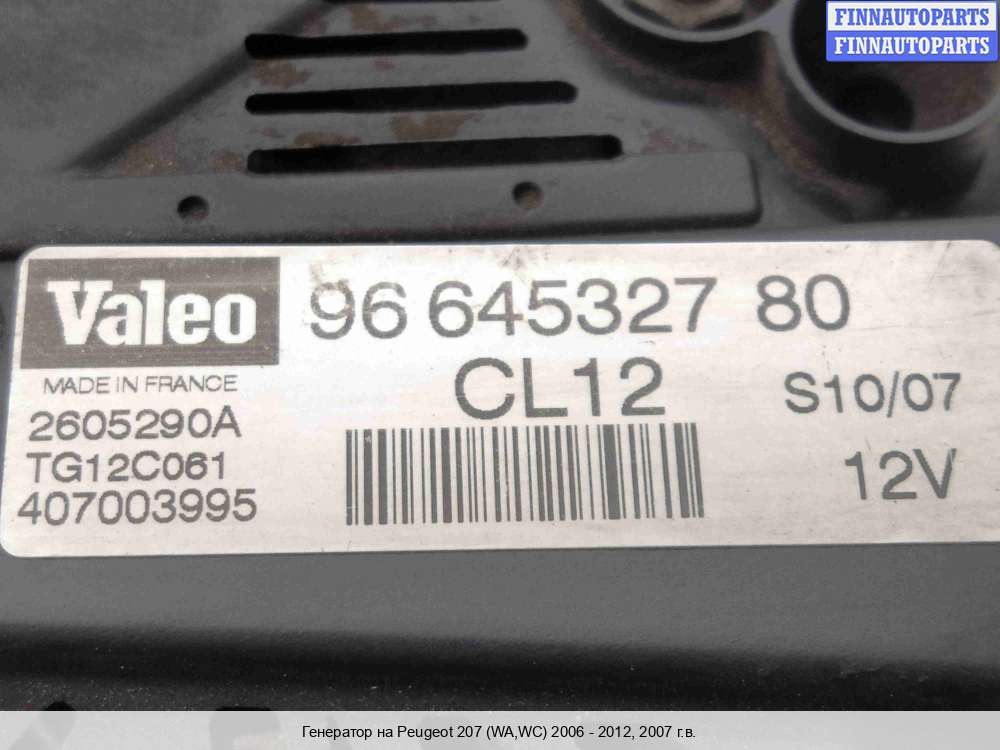 FINNAUTOPARTS
FINNAUTOPARTS
Valeo
96 645327 80
MADE IN FRANCE
CL12
S10/07
2605290A
TG12C061
12V
407003995
Генератор на Peugeot 207 (WA,WC) 2006 - 2012, 2007 г.в.